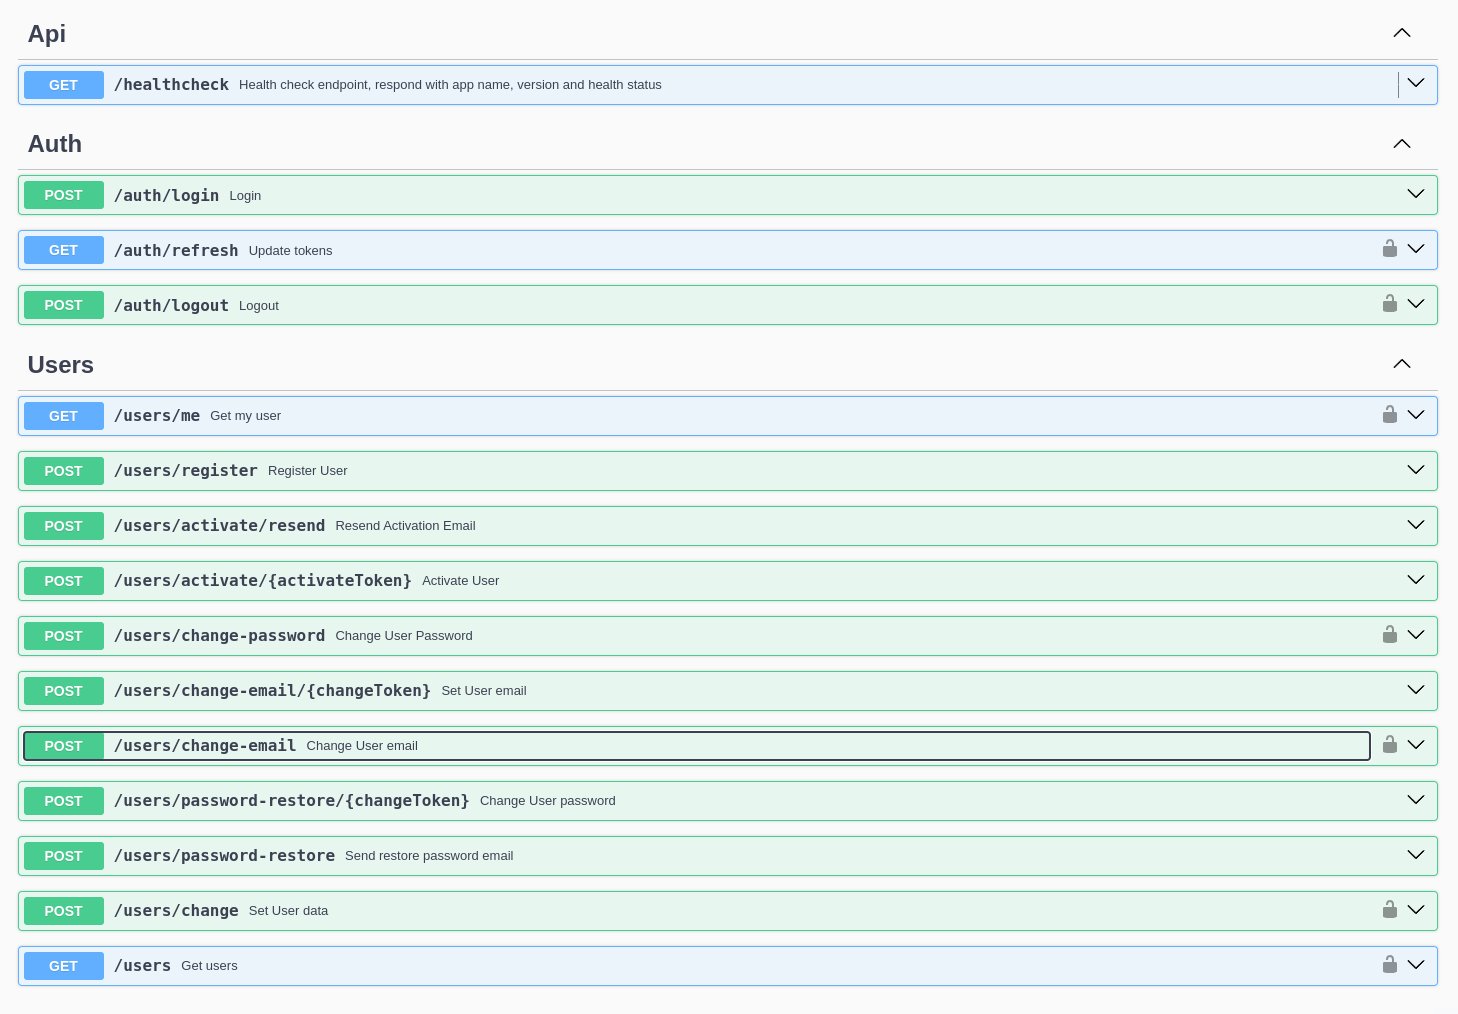 Api
GET /healthcheck Health check endpoint, respond with app name, version and health status
Auth
POST /auth/login Login
GET /auth/refresh Update tokens
POST /auth/logout Logout
Users
GET /users/me Get my user
POST /users/register Register User
POST /users/activate/resend Resend Activation Email
POST /users/activate/{activateToken} Activate User
POST /users/change-password Change User Password
POST /users/change-email/{changeToken} Set User email
POST /users/change-email Change User email
POST /users/password-restore/{changeToken} Change User password
POST /users/password-restore Send restore password email
POST /users/change Set User data
GET /users Get users